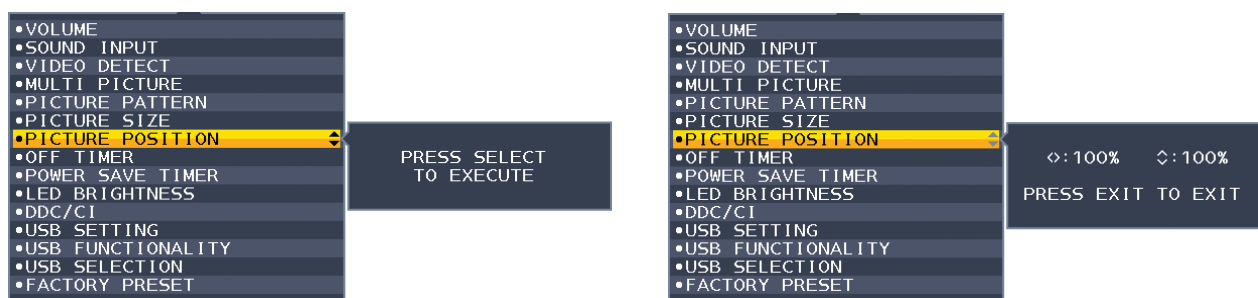 •VOLUME
•SOUND INPUT
•VIDEO DETECT
•MULTI PICTURE
•PICTURE PATTERN
•PICTURE SIZE
•PICTURE POSITION
•OFF TIMER
•POWER SAVE TIMER
•LED BRIGHTNESS
•DDC/CI
•USB SETTING
•USB FUNCTIONALITY
•USB SELECTION
•FACTORY PRESET
PRESS SELECT
TO EXECUTE
•VOLUME
•SOUND INPUT
•VIDEO DETECT
•MULTI PICTURE
•PICTURE PATTERN
•PICTURE SIZE
•PICTURE POSITION
•OFF TIMER
•POWER SAVE TIMER
•LED BRIGHTNESS
•DDC/CI
•USB SETTING
•USB FUNCTIONALITY
•USB SELECTION
•FACTORY PRESET
:100% :100%
PRESS EXIT TO EXIT